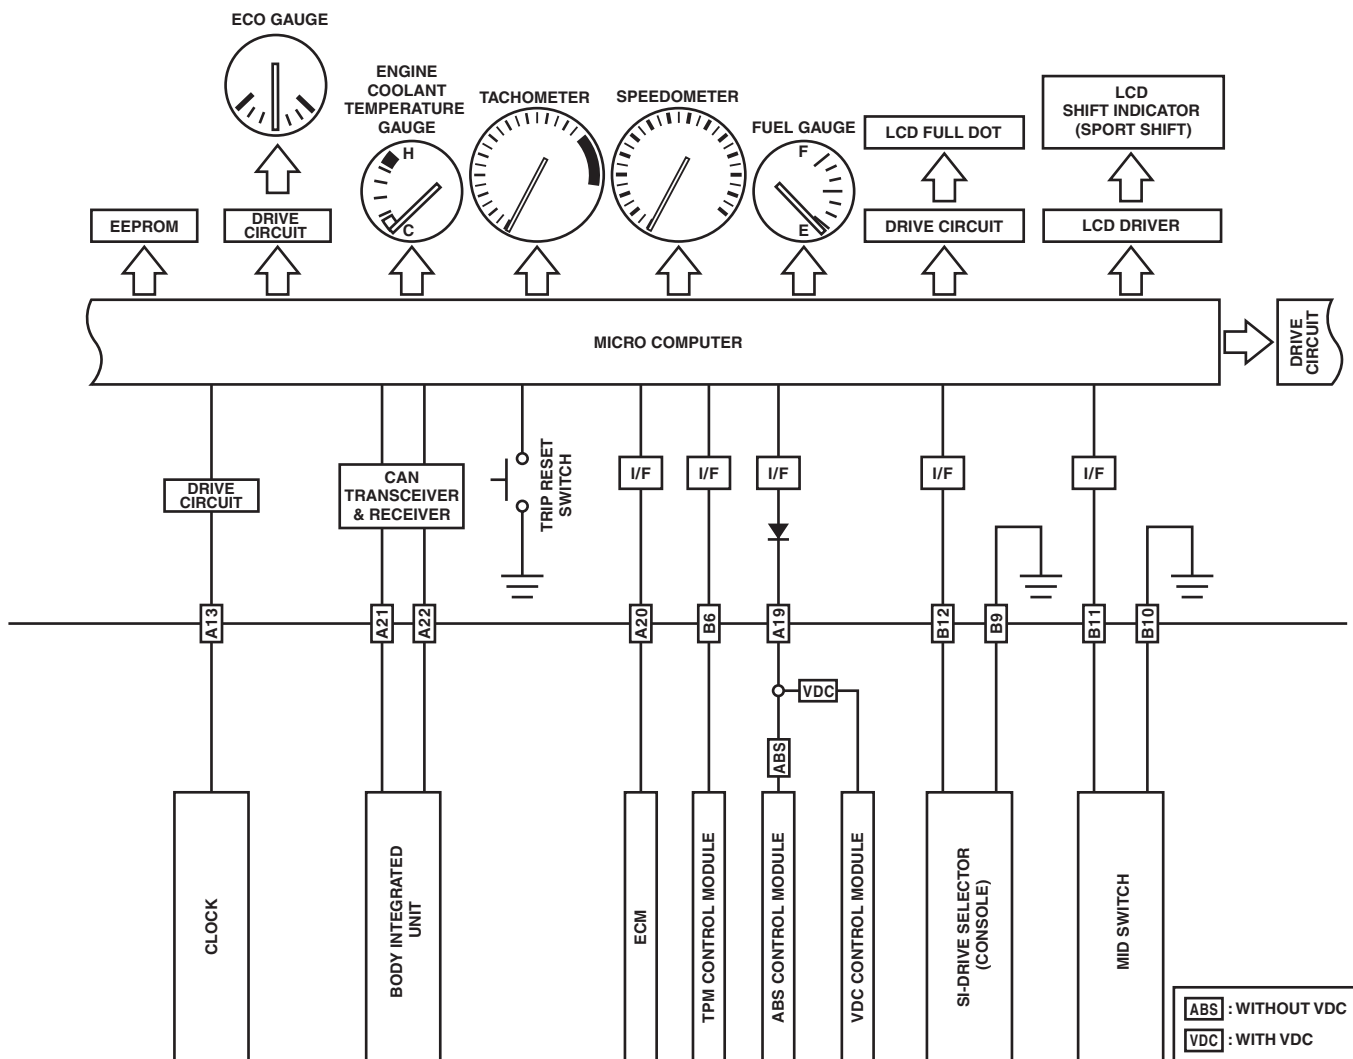 ECO GAUGE
ENGINE
COOLANT
TEMPERATURE
GAUGE
TACHOMETER
SPEEDOMETER
FUEL GAUGE
LCD FULL DOT
LCD
SHIFT INDICATOR
(SPORT SHIFT)
H
C
F
E
EEPROM
DRIVE
CIRCUIT
DRIVE CIRCUIT
LCD DRIVER
MICRO COMPUTER
DRIVE
CIRCUIT
DRIVE
CIRCUIT
CAN
TRANSCEIVER
& RECEIVER
TRIP RESET
SWITCH
I/F
I/F
I/F
I/F
I/F
A13
A21
A22
A20
B6
A19
B12
B9
B11
B10
VDC
ABS
CLOCK
BODY INTEGRATED
UNIT
ECM
TPM CONTROL MODULE
ABS CONTROL MODULE
VDC CONTROL MODULE
SI-DRIVE SELECTOR
(CONSOLE)
MID SWITCH
ABS : WITHOUT VDC
VDC : WITH VDC